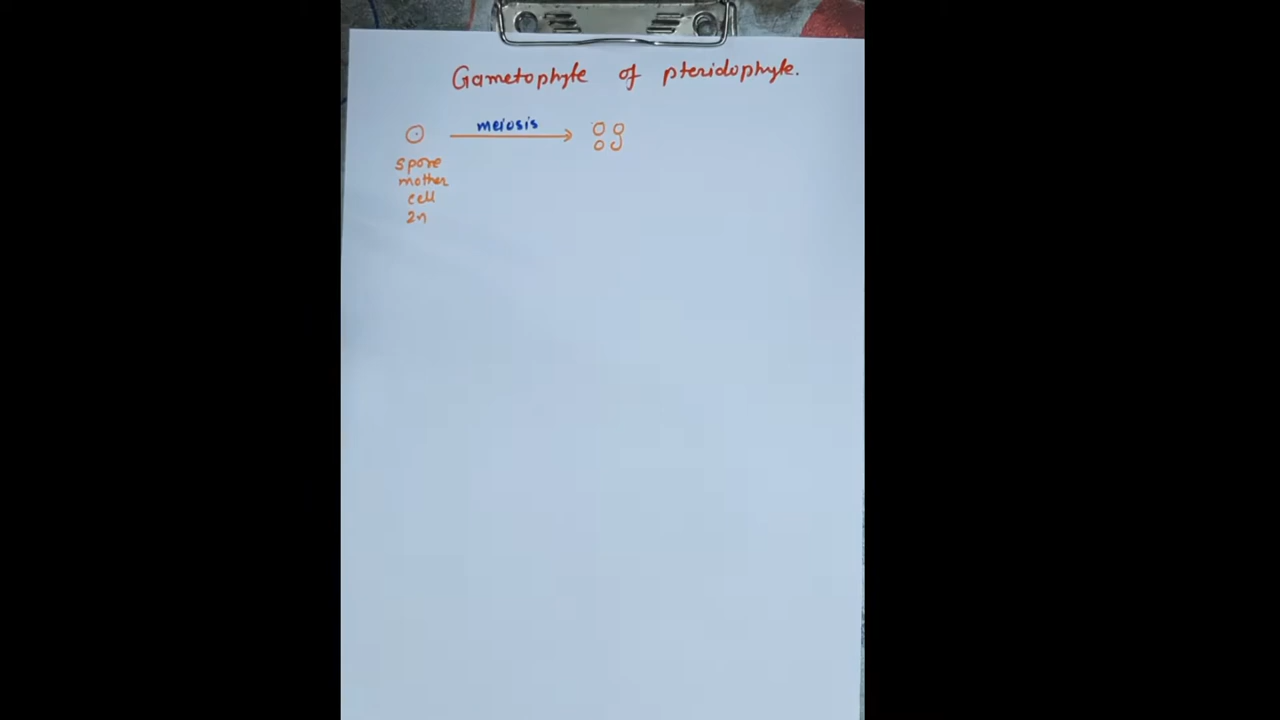 Gametophyte of pteridophyte.
meiosis
spore
mother
cell
2n